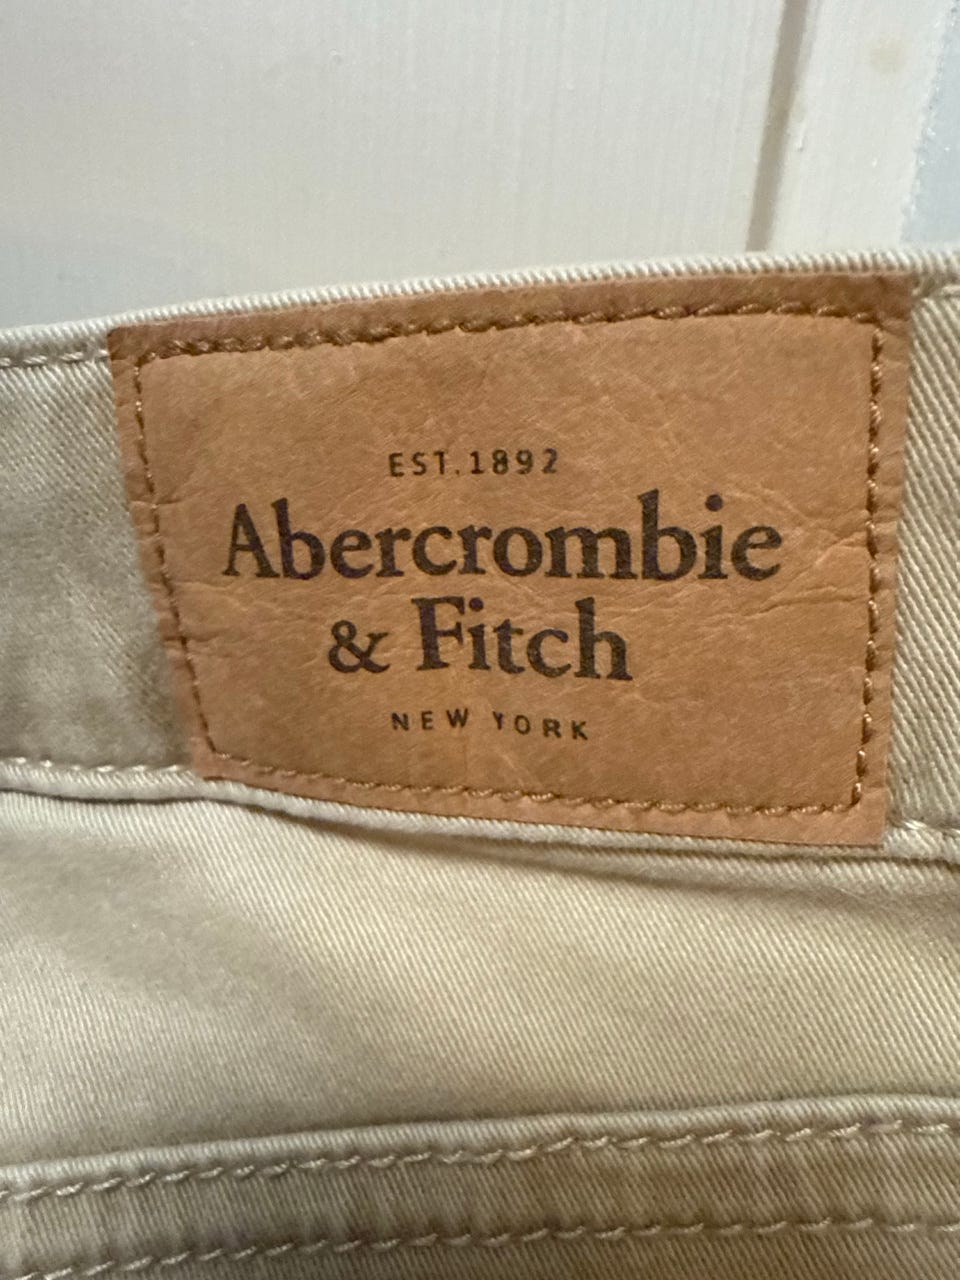 EST. 1892
Abercrombie
& Fitch
NEW YORK